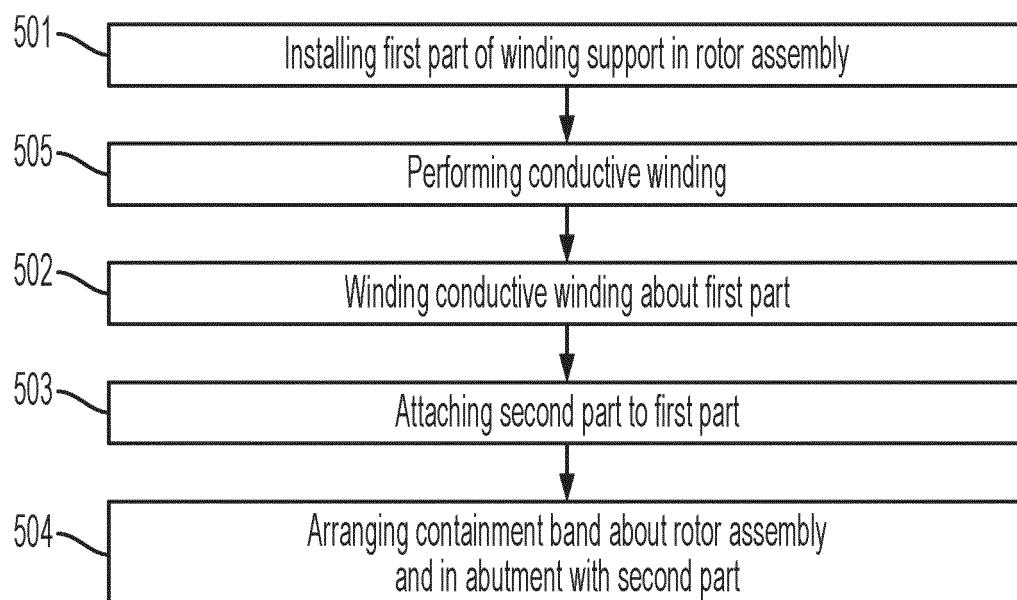 501
Installing first part of winding support in rotor assembly
505
Performing conductive winding
502
Winding conductive winding about first part
503
Attaching second part to first part
504
Arranging containment band about rotor assembly
and in abutment with second part